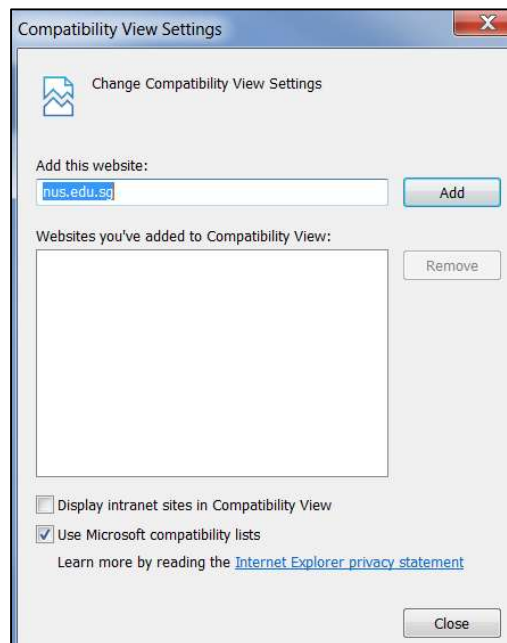 Compatibility View Settings
Change Compatibility View Settings
Add this website:
nus.edu.sg
Add
Websites you've added to Compatibility View:
Remove
Display intranet sites in Compatibility View
Use Microsoft compatibility lists
Learn more by reading the Internet Explorer privacy statement
Close